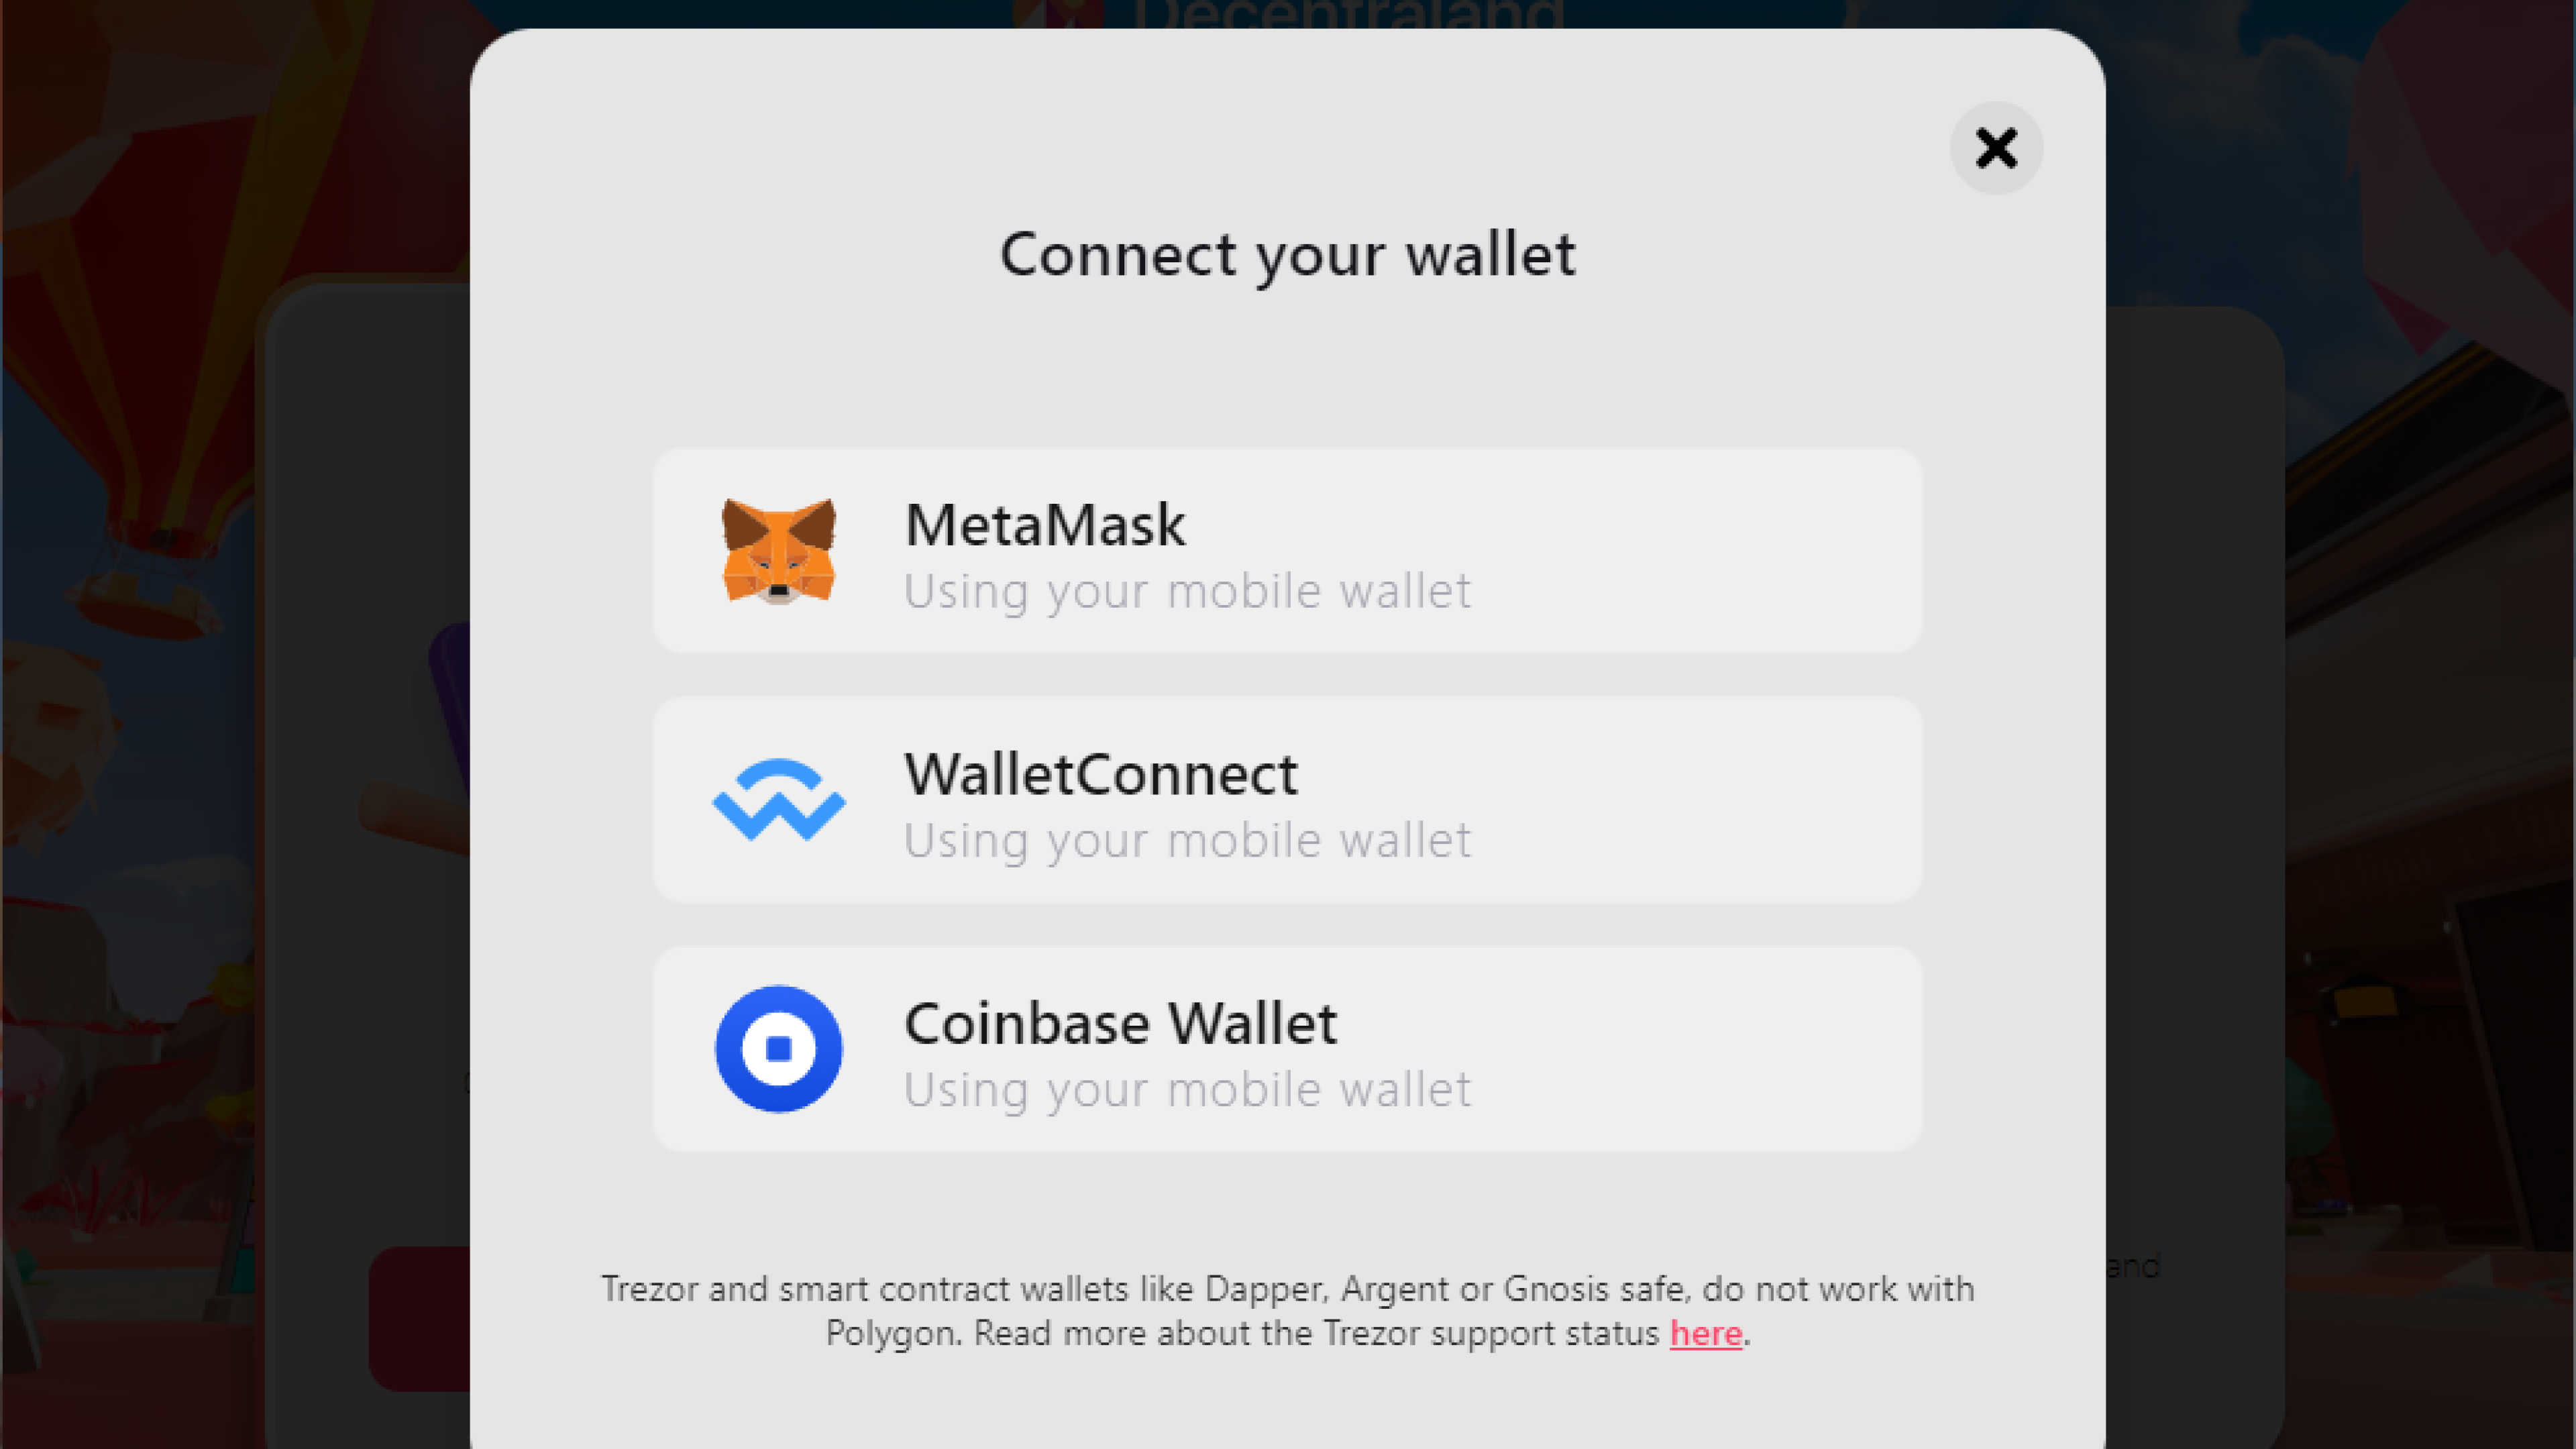 Decentraland
Connect your wallet
MetaMask
Using your mobile wallet
WalletConnect
Using your mobile wallet
Coinbase Wallet
Using your mobile wallet
and
Trezor and smart contract wallets like Dapper, Argent or Gnosis safe, do not work with
Polygon. Read more about the Trezor support status here.